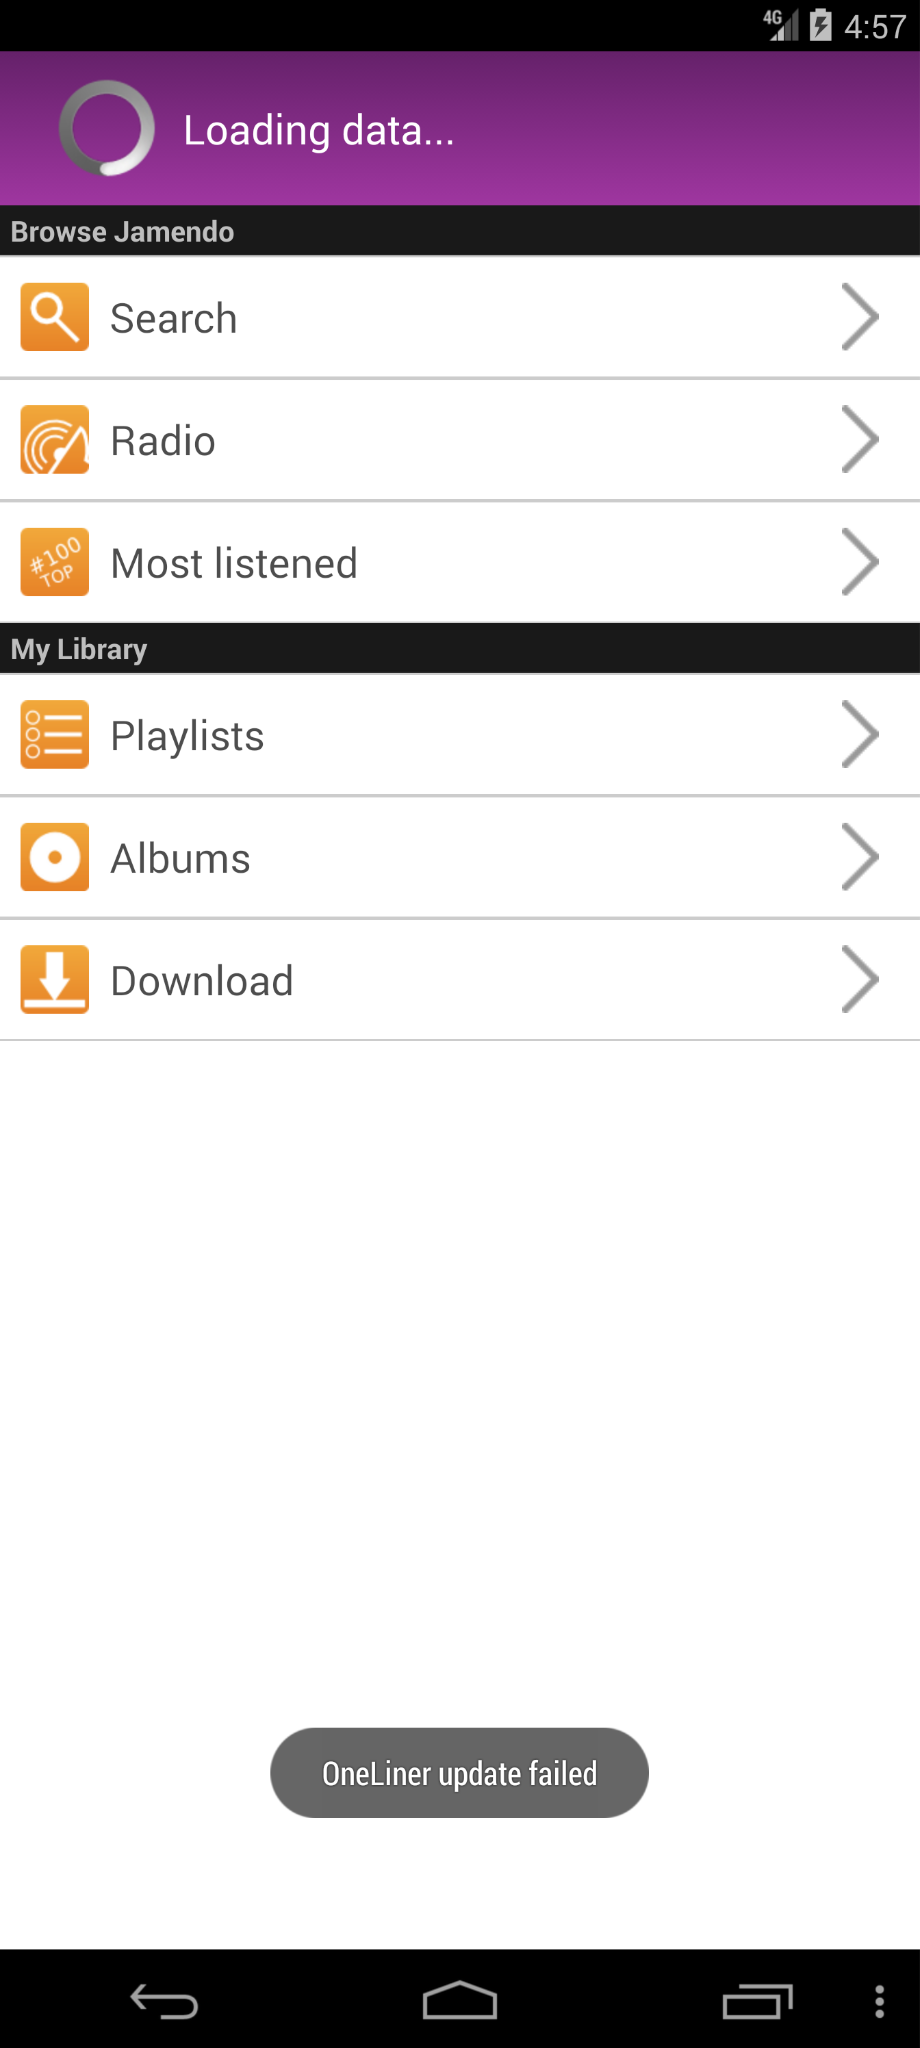 4G 4:57
Loading data...
Browse Jamendo
Search
Radio
#100
TOP
Most listened
My Library
Playlists
Albums
Download
OneLiner update failed